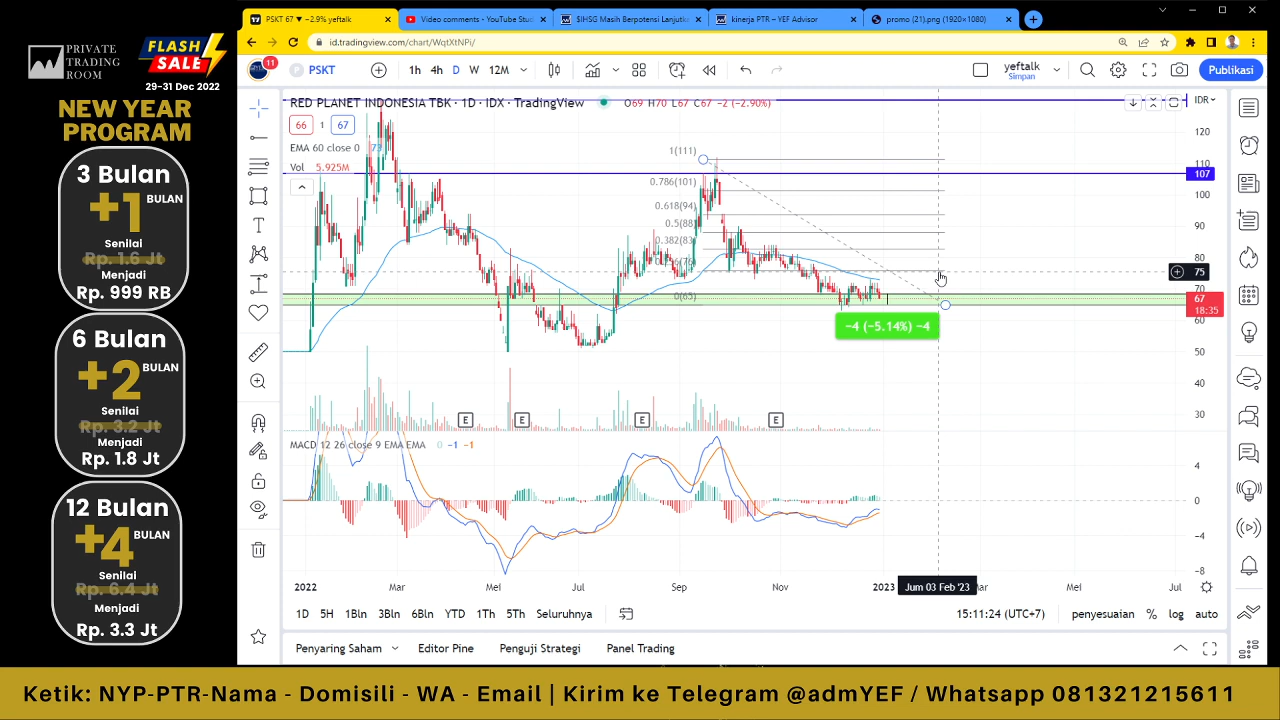 PRIVATE
TRADING
ROOM
FLASH
SALE
29-31 Dec 2022
NEW YEAR
PROGRAM
3 Bulan
+1 BULAN
Senilai
Rp. 1.6 Jt
Menjadi
Rp. 999 RB
6 Bulan
+2 BULAN
Senilai
Rp. 3.2 Jt
Menjadi
Rp. 1.8 Jt
12 Bulan
+4 BULAN
Senilai
Rp. 6.4 Jt
Menjadi
Rp. 3.3 Jt
PSKT 67 ▼ −2.9% yeftalk
Video comments - YouTube Stud
$IHSG Masih Berpotensi Lanjutka
kinerja PTR – YEF Advisor
promo (21).png (1920×1080)
id.tradingview.com/chart/WqtXtNPi/
11
PSKT
1h 4h D W 12M
yeftalk
Simpan
Publikasi
RED PLANET INDONESIA TBK · 1D · IDX · TradingView
O69 H70 L67 C67 −2 (−2.90%)
IDR
66 1 67
EMA 60 close 0
Vol 5.925M
1(111)
0.786(101)
0.618(94)
0.5(88)
0.382(83)
0(65)
−4 (−5.14%) −4
120
110
107
100
90
80
75
70
67
18:35
60
50
40
30
E E E E
MACD 12 26 close 9 EMA EMA 0 −1 −1
4
0
−4
−8
2022 Mar Mei Jul Sep Nov 2023 Jum 03 Feb '23 Mei Jul
1D 5H 1Bln 3Bln 6Bln YTD 1Th 5Th Seluruhnya
15:11:24 (UTC+7) penyesuaian % log auto
Penyaring Saham Editor Pine Penguji Strategi Panel Trading
Ketik: NYP-PTR-Nama - Domisili - WA - Email | Kirim ke Telegram @admYEF / Whatsapp 081321215611